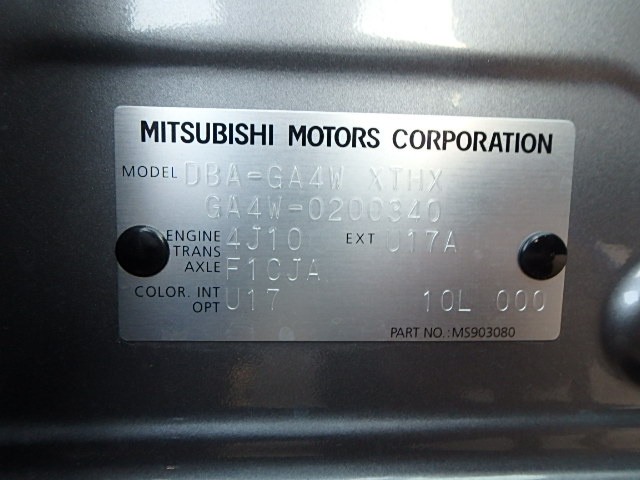 MITSUBISHI MOTORS CORPORATION
MODEL DBA-GA4W XTHX
GA4W-0200340
ENGINE 4J10 EXT U17A
TRANS
AXLE F1CJA
COLOR. INT U17 10L 000
OPT
PART NO.: MS903080